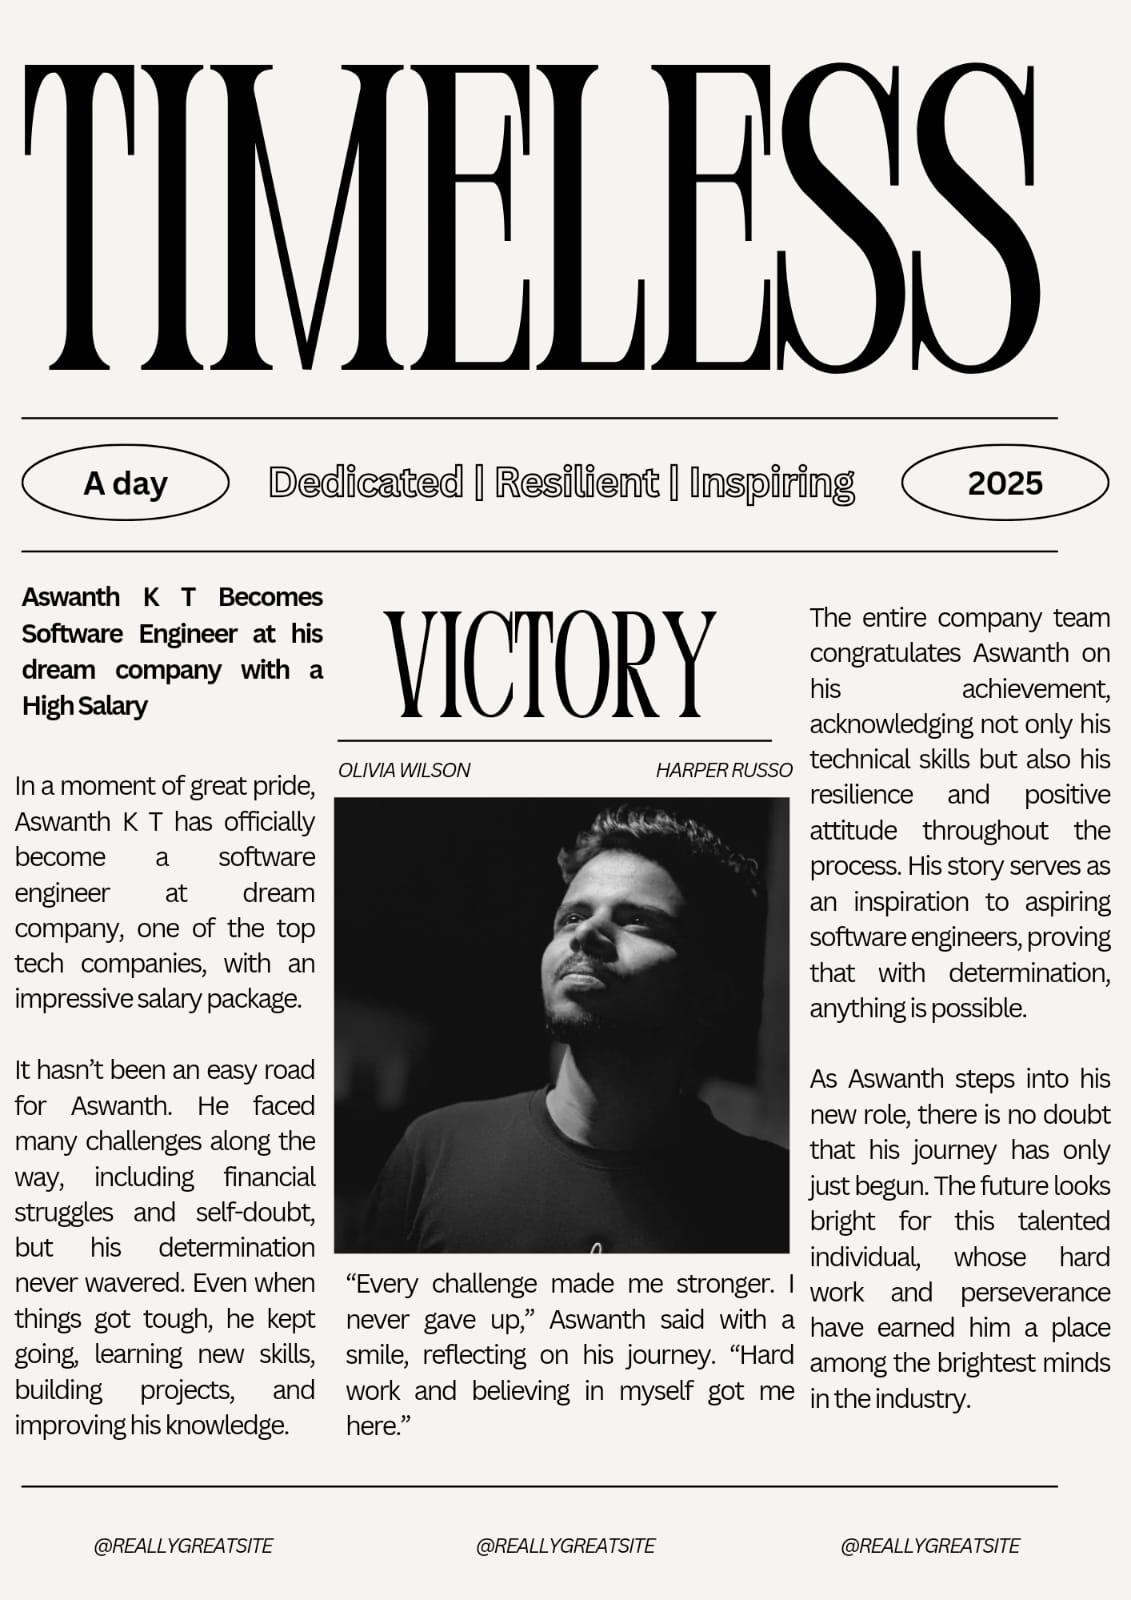 TIMELESS
A day
Dedicated | Resilient | Inspiring
2025
Aswanth K T Becomes
Software Engineer at his
dream company with a
High Salary
In a moment of great pride,
Aswanth K T has officially
become a software
engineer at dream
company, one of the top
tech companies, with an
impressive salary package.
It hasn’t been an easy road
for Aswanth. He faced
many challenges along the
way, including financial
struggles and self-doubt,
but his determination
never wavered. Even when
things got tough, he kept
going, learning new skills,
building projects, and
improving his knowledge.
VICTORY
OLIVIA WILSON
HARPER RUSSO
“Every challenge made me stronger. I
never gave up,” Aswanth said with a
smile, reflecting on his journey. “Hard
work and believing in myself got me
here.”
The entire company team
congratulates Aswanth on
his achievement,
acknowledging not only his
technical skills but also his
resilience and positive
attitude throughout the
process. His story serves as
an inspiration to aspiring
software engineers, proving
that with determination,
anything is possible.
As Aswanth steps into his
new role, there is no doubt
that his journey has only
just begun. The future looks
bright for this talented
individual, whose hard
work and perseverance
have earned him a place
among the brightest minds
in the industry.
@REALLYGREATSITE
@REALLYGREATSITE
@REALLYGREATSITE